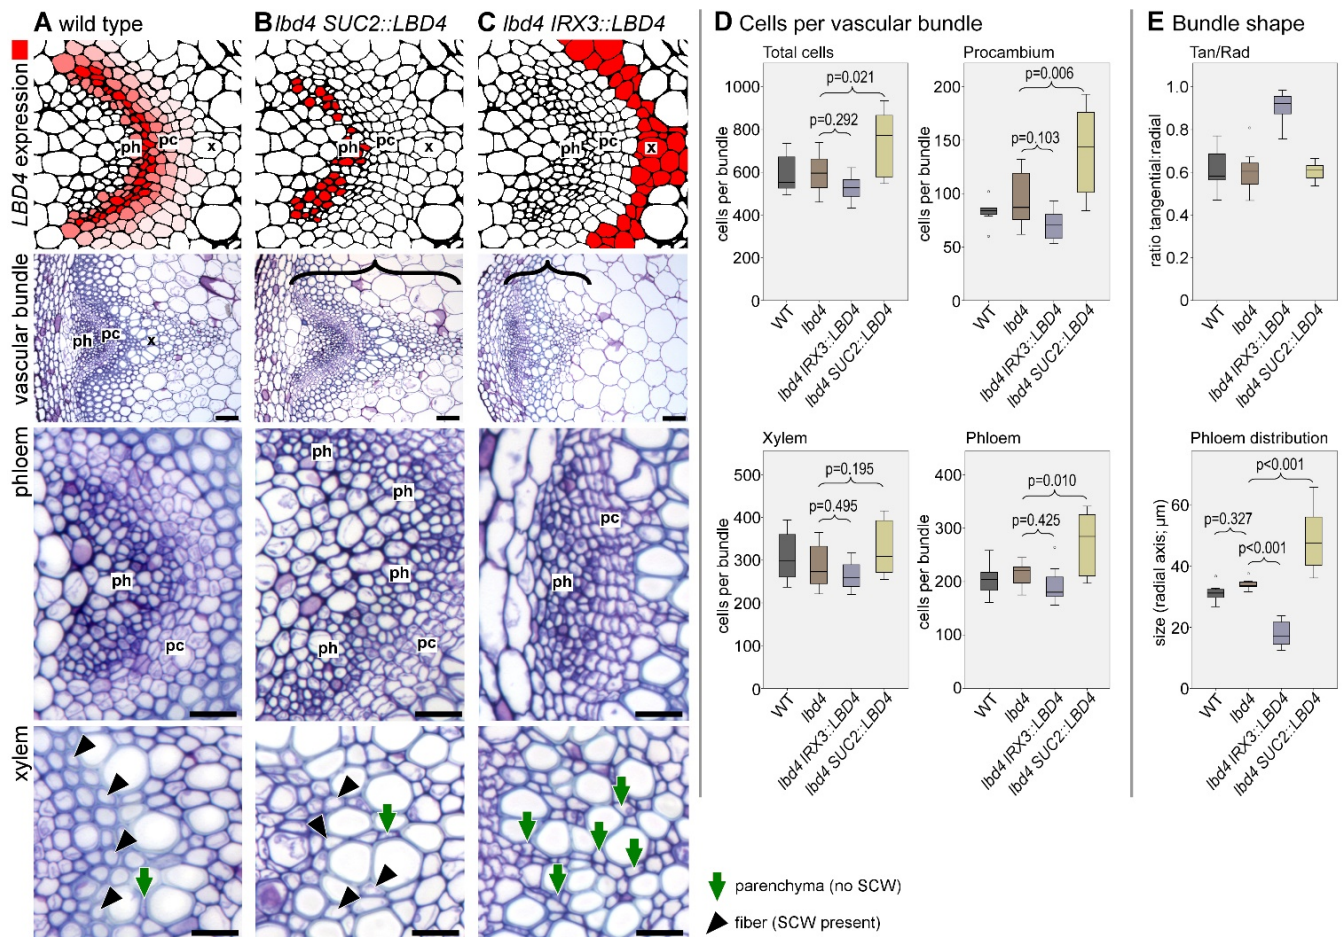 A wild type
B lbd4 SUC2::LBD4
C lbd4 IRX3::LBD4
LBD4 expression
ph pc x
ph pc x
ph pc x
vascular bundle
ph pc x
phloem
ph
pc
ph
ph
ph
ph
pc
pc
ph
xylem
parenchyma (no SCW)
fiber (SCW present)
D Cells per vascular bundle
Total cells
cells per bundle
1000
800
600
400
200
0
p=0.021
p=0.292
WT
lbd4
lbd4 IRX3::LBD4
lbd4 SUC2::LBD4
Procambium
cells per bundle
200
150
100
50
0
p=0.006
p=0.103
WT
lbd4
lbd4 IRX3::LBD4
lbd4 SUC2::LBD4
Xylem
cells per bundle
500
400
300
200
100
0
p=0.195
p=0.495
WT
lbd4
lbd4 IRX3::LBD4
lbd4 SUC2::LBD4
Phloem
cells per bundle
400
300
200
100
0
p=0.010
p=0.425
WT
lbd4
lbd4 IRX3::LBD4
lbd4 SUC2::LBD4
E Bundle shape
Tan/Rad
ratio tangential:radial
1.0
0.8
0.6
0.4
0.2
0
WT
lbd4
lbd4 IRX3::LBD4
lbd4 SUC2::LBD4
Phloem distribution
size (radial axis; µm)
60
40
20
0
p<0.001
p=0.327
p<0.001
WT
lbd4
lbd4 IRX3::LBD4
lbd4 SUC2::LBD4